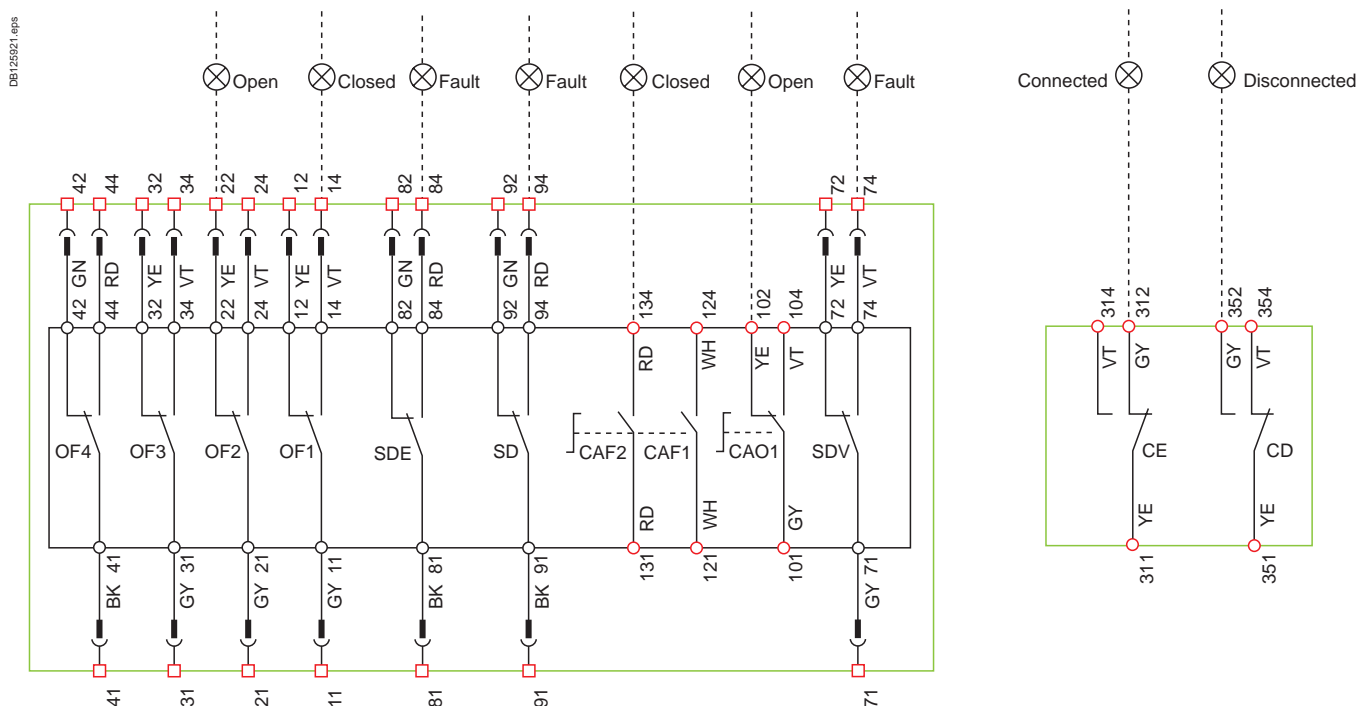 DB125921.eps
Open Closed Fault Fault Closed Open Fault Connected Disconnected
42 44 32 34 22 24 12 14 82 84 92 94 72 74
GN RD YE VT YE VT YE VT GN RD GN RD YE VT
134 124 102 104 314 312 352 354
42 44 32 34 22 24 12 14 82 84 92 94 72 74
RD WH YE VT VT GY GY VT
OF4 OF3 OF2 OF1 SDE SD CAF2 CAF1 CAO1 SDV CE CD
RD WH GY YE YE
41 31 21 11 81 91 131 121 101 71 311 351
BK GY GY GY BK BK GY
41 31 21 11 81 91 71